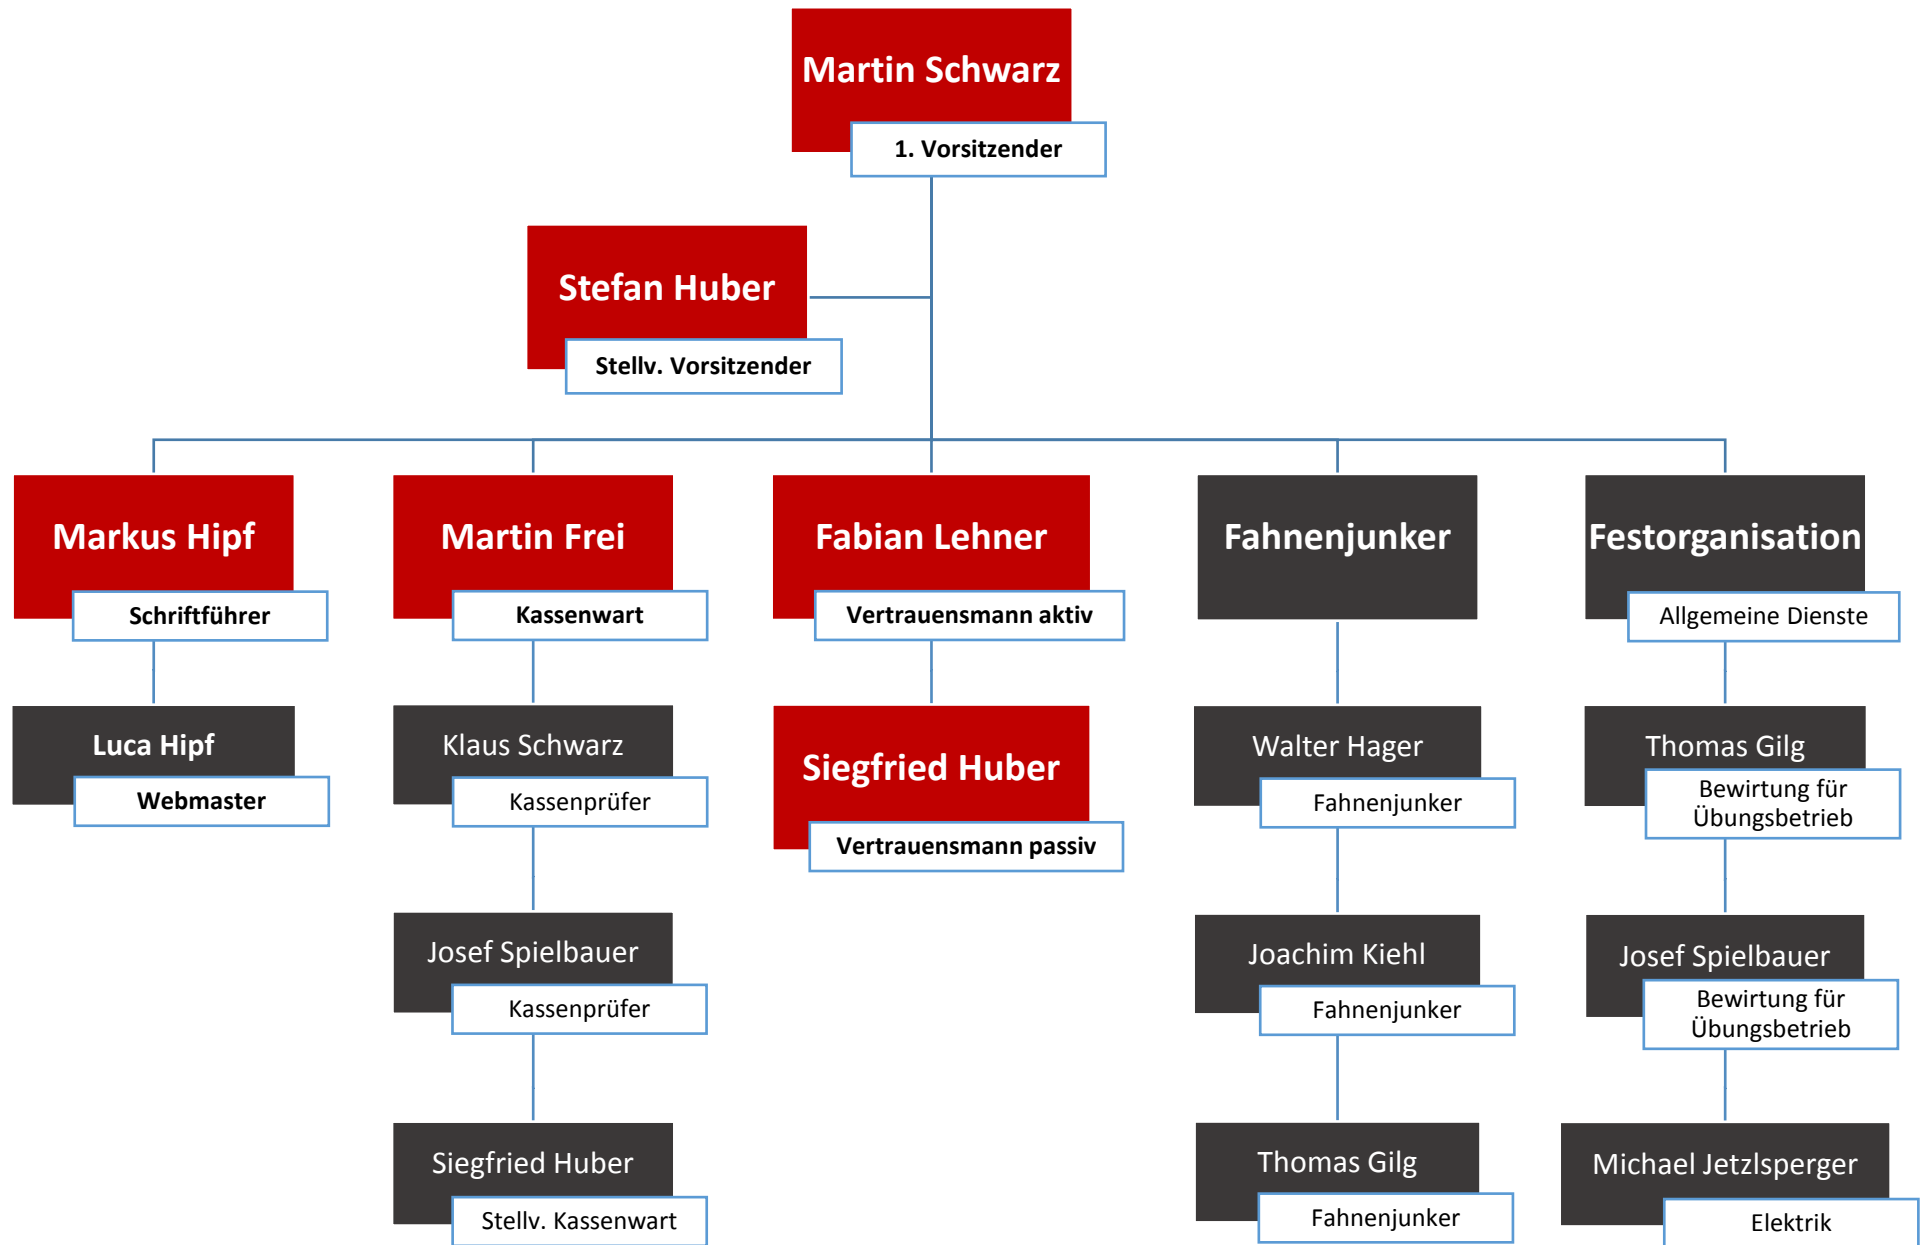 Martin Schwarz
1. Vorsitzender
Stefan Huber
Stellv. Vorsitzender
Markus Hipf
Schriftführer
Martin Frei
Kassenwart
Fabian Lehner
Vertrauensmann aktiv
Fahnenjunker
Festorganisation
Allgemeine Dienste
Luca Hipf
Webmaster
Klaus Schwarz
Kassenprüfer
Siegfried Huber
Vertrauensmann passiv
Walter Hager
Fahnenjunker
Thomas Gilg
Bewirtung für
Übungsbetrieb
Josef Spielbauer
Kassenprüfer
Joachim Kiehl
Fahnenjunker
Josef Spielbauer
Bewirtung für
Übungsbetrieb
Siegfried Huber
Stellv. Kassenwart
Thomas Gilg
Fahnenjunker
Michael Jetzlsperger
Elektrik